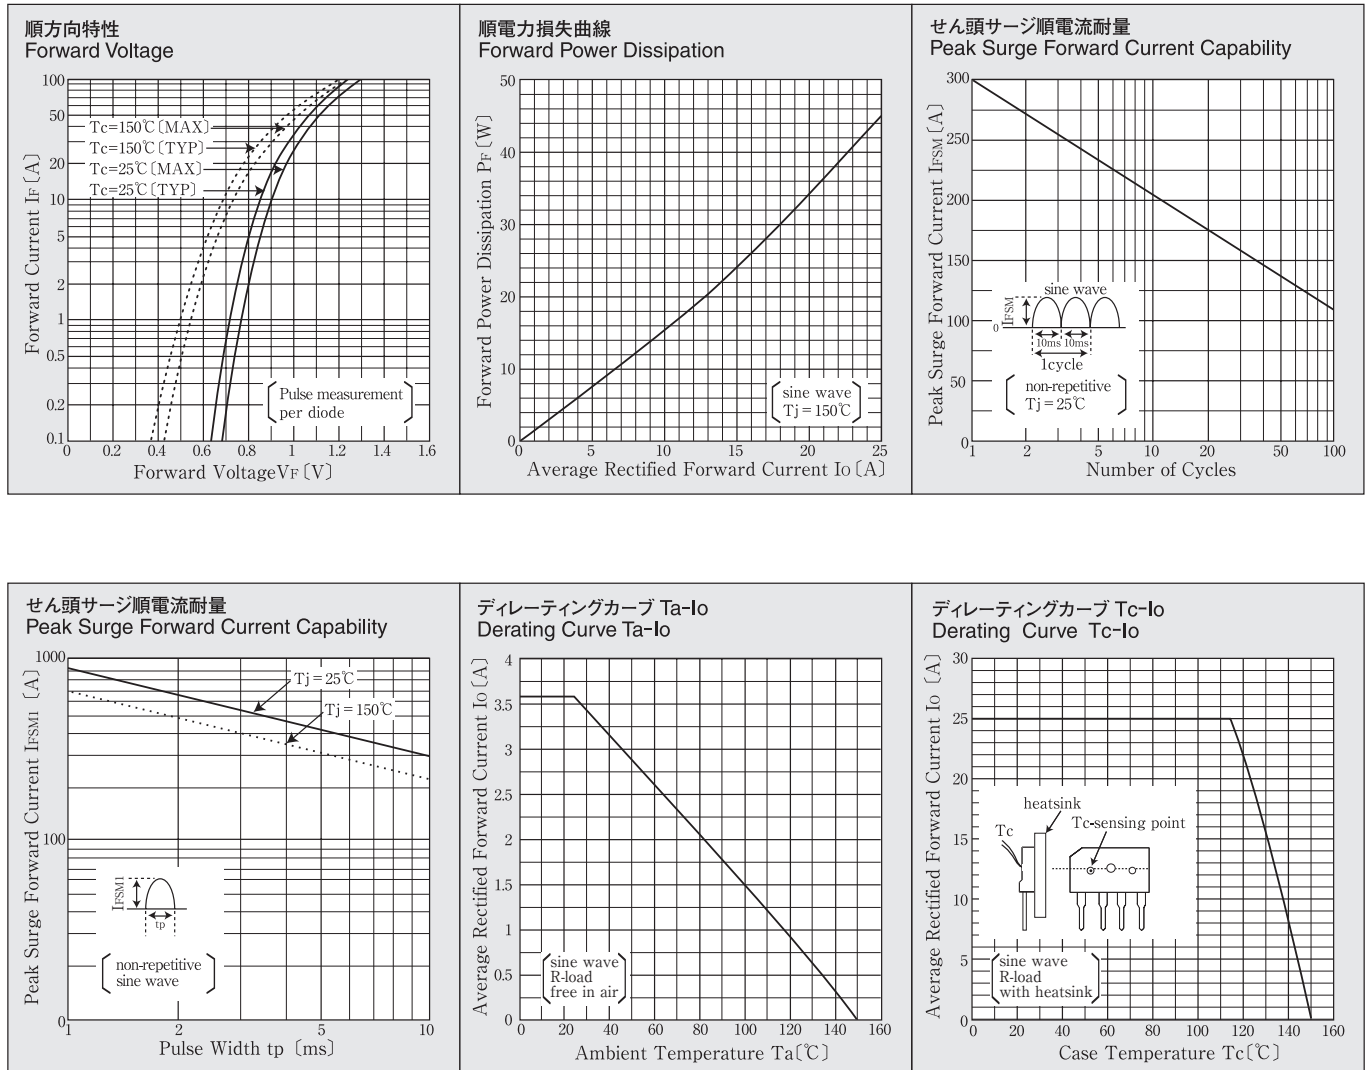 順方向特性
Forward Voltage
100
50
20
10
5
2
1
0.5
0.2
0.1
Forward Current IF〔A〕
Tc=150℃〔MAX〕
Tc=150℃〔TYP〕
Tc=25℃〔MAX〕
Tc=25℃〔TYP〕
Pulse measurement
per diode
0 0.2 0.4 0.6 0.8 1 1.2 1.4 1.6
Forward VoltageVF〔V〕
順電力損失曲線
Forward Power Dissipation
50
40
30
20
10
0
Forward Power Dissipation PF〔W〕
sine wave
Tj=150℃
5 10 15 20 25
Average Rectified Forward Current Io〔A〕
せん頭サージ順電流耐量
Peak Surge Forward Current Capability
300
250
200
150
100
50
0
Peak Surge Forward Current IFSM〔A〕
sine wave
IFSM
0
10ms 10ms
1cycle
non-repetitive
Tj=25℃
1 2 5 10 20 50 100
Number of Cycles
せん頭サージ順電流耐量
Peak Surge Forward Current Capability
1000
100
0
Peak Surge Forward Current IFSM1〔A〕
Tj=25℃
Tj=150℃
IFSM1
tp
non-repetitive
sine wave
1 2 5 10
Pulse Width tp〔ms〕
ディレーティングカーブ Ta-Io
Derating Curve Ta-Io
4
3.5
3
2.5
2
1.5
1
0.5
0
Average Rectified Forward Current Io〔A〕
sine wave
R-load
free in air
0 20 40 60 80 100 120 140 160
Ambient Temperature Ta〔℃〕
ディレーティングカーブ Tc-Io
Derating Curve Tc-Io
30
25
20
15
10
5
0
Average Rectified Forward Current Io〔A〕
heatsink
Tc
Tc-sensing point
sine wave
R-load
with heatsink
0 20 40 60 80 100 120 140 160
Case Temperature Tc〔℃〕